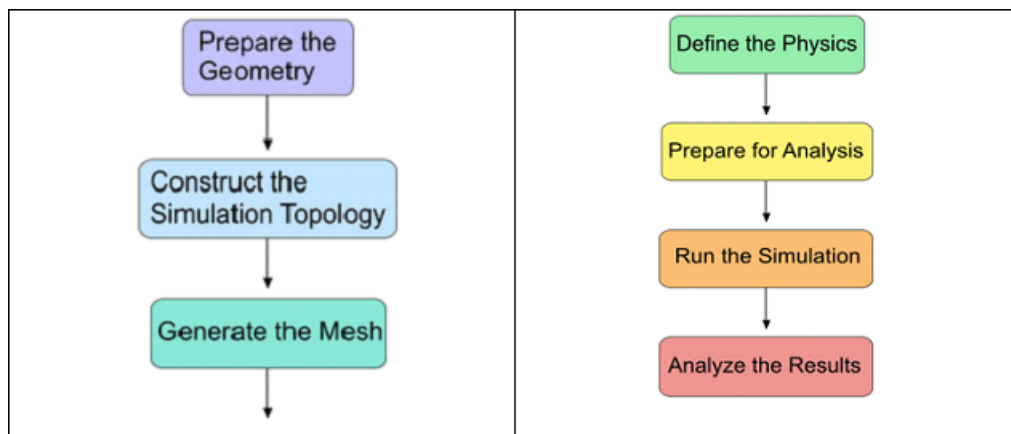 Prepare the
Geometry
Construct the
Simulation Topology
Generate the Mesh
Define the Physics
Prepare for Analysis
Run the Simulation
Analyze the Results